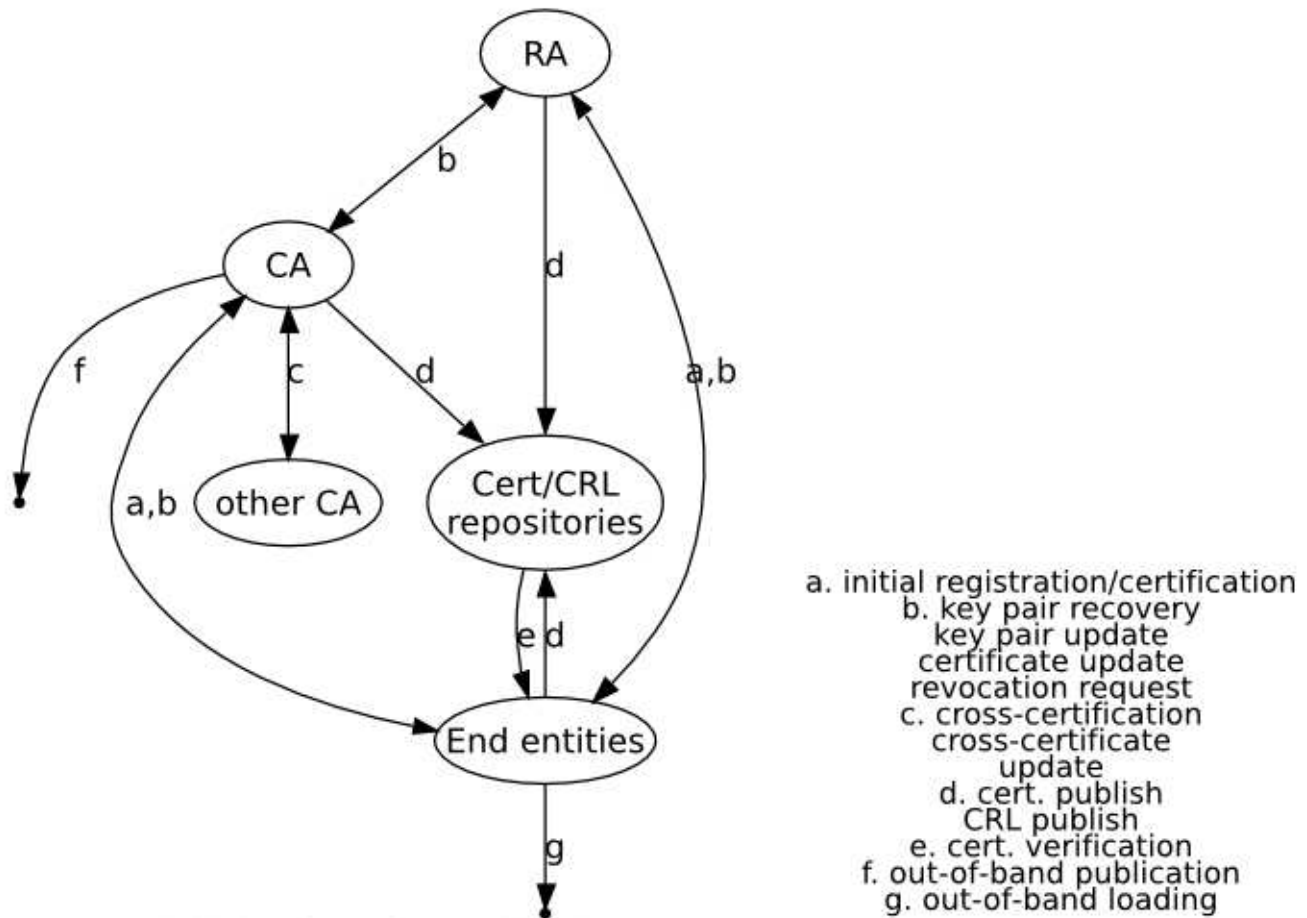 RA
b
CA
d
f
c
d
a,b
a,b
other CA
Cert/CRL
repositories
e
d
End entities
g
a. initial registration/certification
b. key pair recovery
key pair update
certificate update
revocation request
c. cross-certification
cross-certificate
update
d. cert. publish
CRL publish
e. cert. verification
f. out-of-band publication
g. out-of-band loading